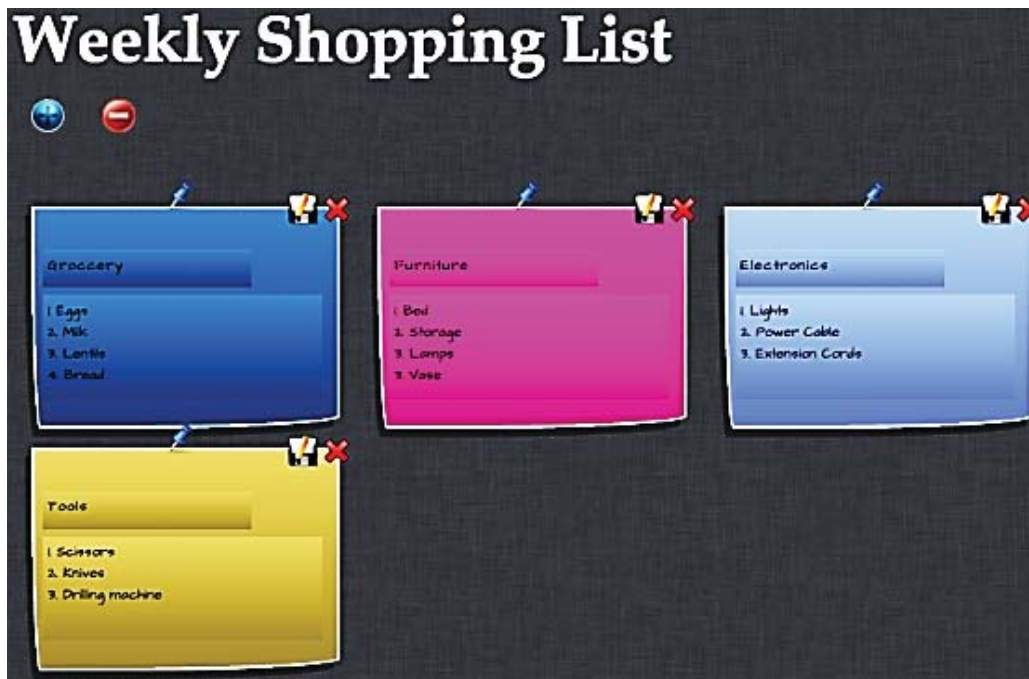 Weekly Shopping List
Groccery
1. Eggs
2. Milk
3. Lentils
4. Bread
Furniture
1. Bed
2. Storage
3. Lamps
3. Vase
Electronics
1. Lights
2. Power Cable
3. Extension Cords
Tools
1. Scissors
2. Knives
3. Drilling machine